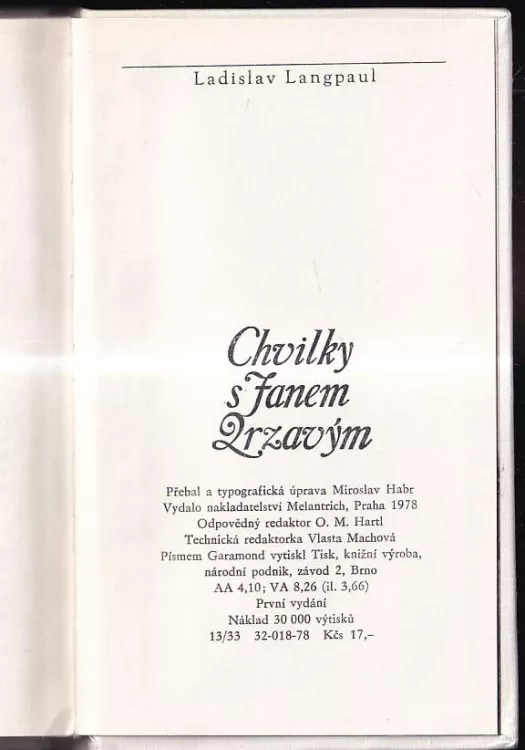 Ladislav Langpaul
Chvilky
s Janem
Zrzavým
Přebal a typografická úprava Miroslav Habr
Vydalo nakladatelství Melantrich, Praha 1978
Odpovědný redaktor O. M. Hartl
Technická redaktorka Vlasta Machová
Písmem Garamond vytiskl Tisk, knižní výroba,
národní podnik, závod 2, Brno
AA 4,10; VA 8,26 (il. 3,66)
První vydání
Náklad 30 000 výtisků
13/33 32-018-78 Kčs 17,–